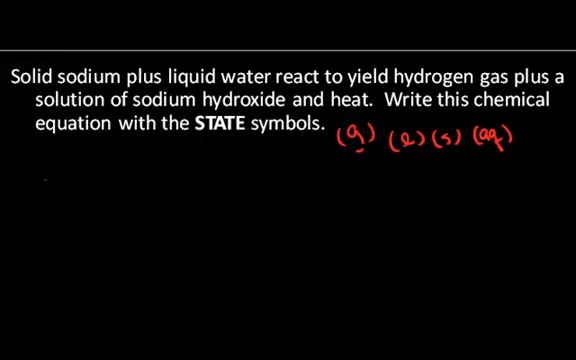 Solid sodium plus liquid water react to yield hydrogen gas plus a
solution of sodium hydroxide and heat. Write this chemical
equation with the STATE symbols.
(g) (l) (s) (aq)